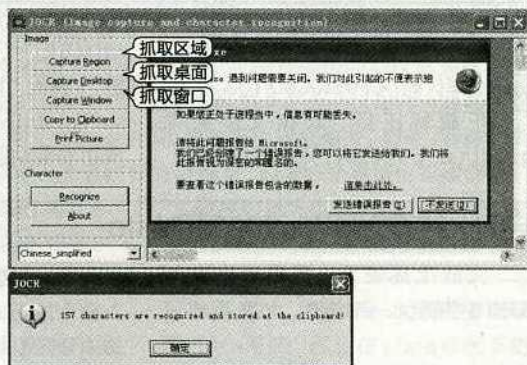 JOCR (Image capture and character recognition)
Image
Capture Region
抓取区域
Capture Desktop
抓取桌面
Capture Window
抓取窗口
Copy to Clipboard
Print Picture
Character
Recognize
About
Chinese_simplified
xe
xe 遇到问题需要关闭。我们对此引起的不便表示抱
如果您正处于进程当中，信息有可能丢失。
请将此问题报告给 Microsoft。
我们已经创建了一个错误报告，您可以将它发送给我们。我们将
此报告视为保密的和匿名的。
要查看这个错误报告包含的数据，请单击此处。
发送错误报告(S)
不发送(D)
JOCR
157 characters are recognized and stored at the clipboard!
确定